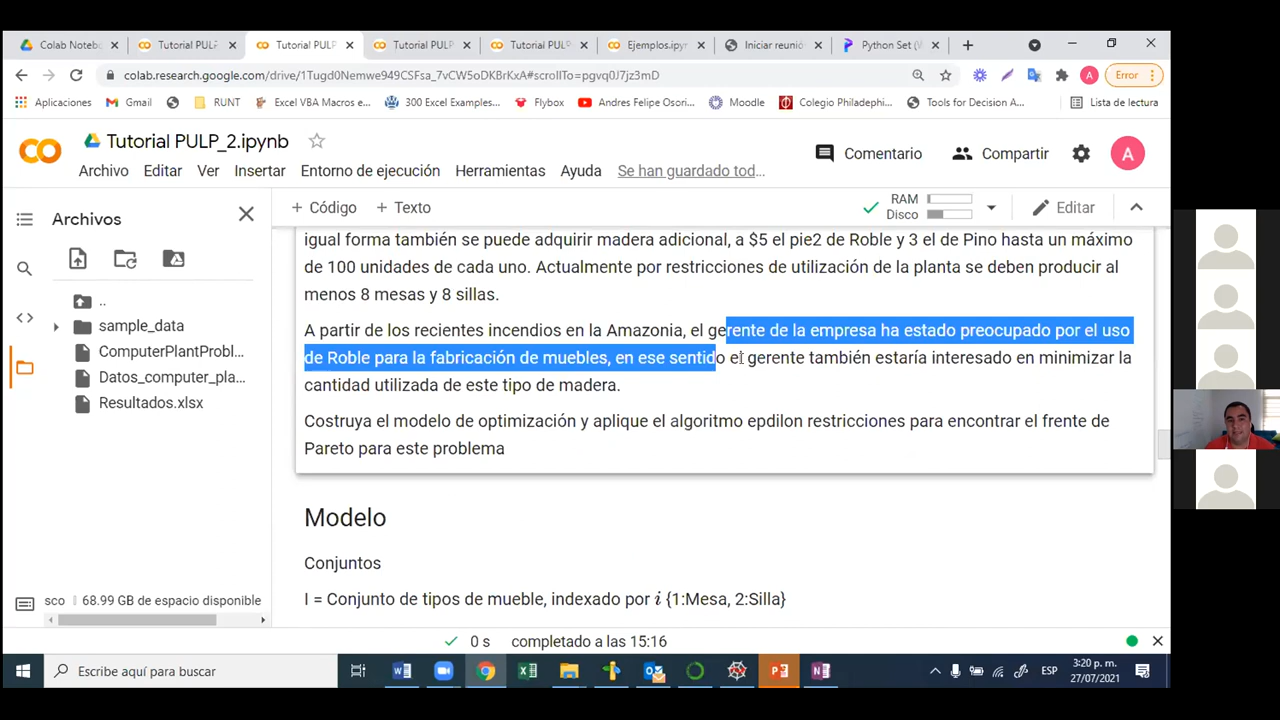 Colab Notebo
Tutorial PULP
Tutorial PULP_
Tutorial PULP
Tutorial PULP
Ejemplos.ipyn
Iniciar reunió
Python Set (V
colab.research.google.com/drive/1Tugd0Nemwe949CSFsa_7vCW5oDKBrKxA#scrollTo=pgvq0J7jz3mD
Error
Aplicaciones
Gmail
RUNT
Excel VBA Macros e...
300 Excel Examples...
Flybox
Andres Felipe Osori...
Moodle
Colegio Philadelphi...
Tools for Decision A...
Lista de lectura
Tutorial PULP_2.ipynb
Comentario
Compartir
A
Archivo Editar Ver Insertar Entorno de ejecución Herramientas Ayuda Se han guardado tod...
Archivos
+ Código + Texto
RAM
Disco
Editar
igual forma también se puede adquirir madera adicional, a $5 el pie2 de Roble y 3 el de Pino hasta un máximo
de 100 unidades de cada uno. Actualmente por restricciones de utilización de la planta se deben producir al
menos 8 mesas y 8 sillas.
..
sample_data
ComputerPlantProbl...
Datos_computer_pla...
Resultados.xlsx
A partir de los recientes incendios en la Amazonia, el gerente de la empresa ha estado preocupado por el uso
de Roble para la fabricación de muebles, en ese sentido el gerente también estaría interesado en minimizar la
cantidad utilizada de este tipo de madera.
Costruya el modelo de optimización y aplique el algoritmo epdilon restricciones para encontrar el frente de
Pareto para este problema
Modelo
Conjuntos
I = Conjunto de tipos de mueble, indexado por i {1:Mesa, 2:Silla}
sco
68.99 GB de espacio disponible
0 s completado a las 15:16
Escribe aquí para buscar
ESP
3:20 p. m.
27/07/2021